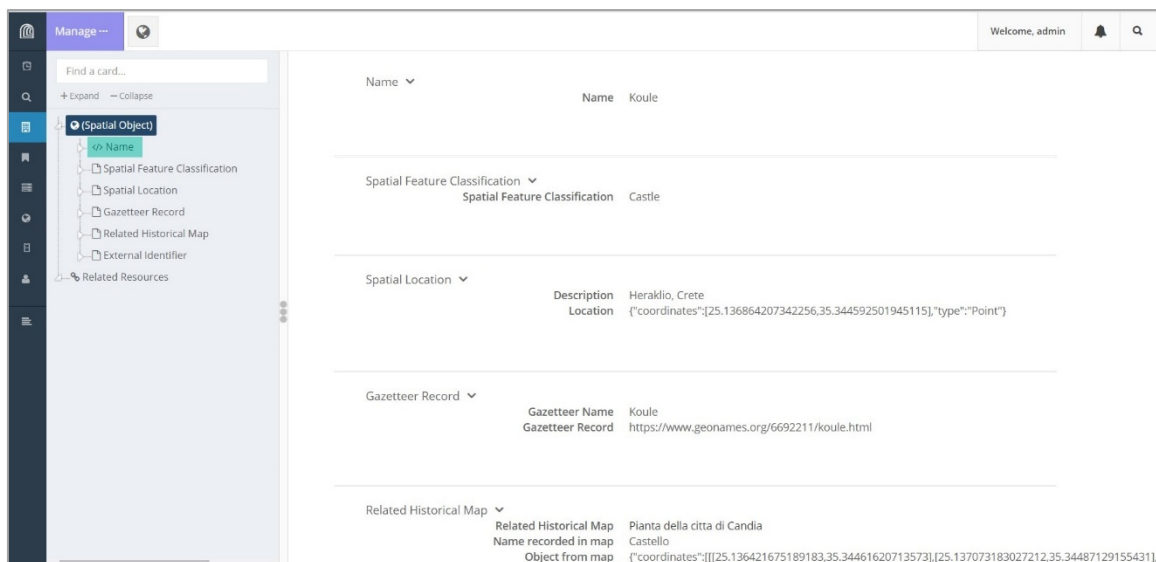 Manage
Welcome, admin
Find a card...
+ Expand − Collapse
(Spatial Object)
</> Name
Spatial Feature Classification
Spatial Location
Gazetteer Record
Related Historical Map
External Identifier
Related Resources
Name
Name Koule
Spatial Feature Classification
Spatial Feature Classification Castle
Spatial Location
Description Heraklio, Crete
Location {"coordinates":[25.136864207342256,35.344592501945115],"type":"Point"}
Gazetteer Record
Gazetteer Name Koule
Gazetteer Record https://www.geonames.org/6692211/koule.html
Related Historical Map
Related Historical Map Pianta della citta di Candia
Name recorded in map Castello
Object from map {"coordinates":[[[25.136421675189183,35.34461620713573],[25.137073183027212,35.34487129155431],